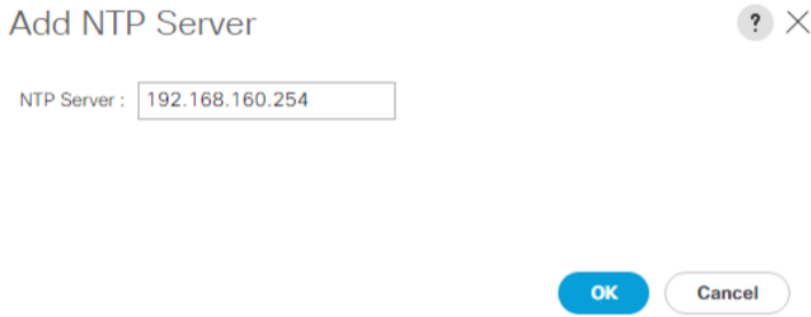 Add NTP Server
?
NTP Server : 192.168.160.254
OK Cancel